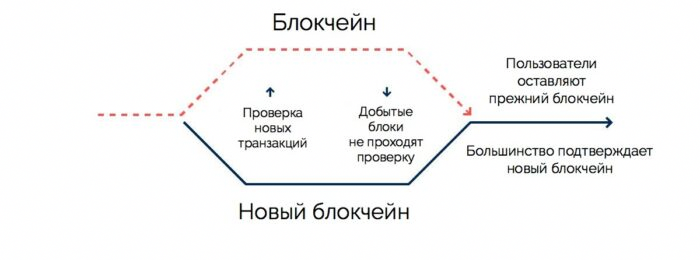 Блокчейн
Проверка
новых
транзакций
Добытые
блоки
не проходят
проверку
Пользователи
оставляют
прежний блокчейн
Большинство подтверждает
новый блокчейн
Новый блокчейн